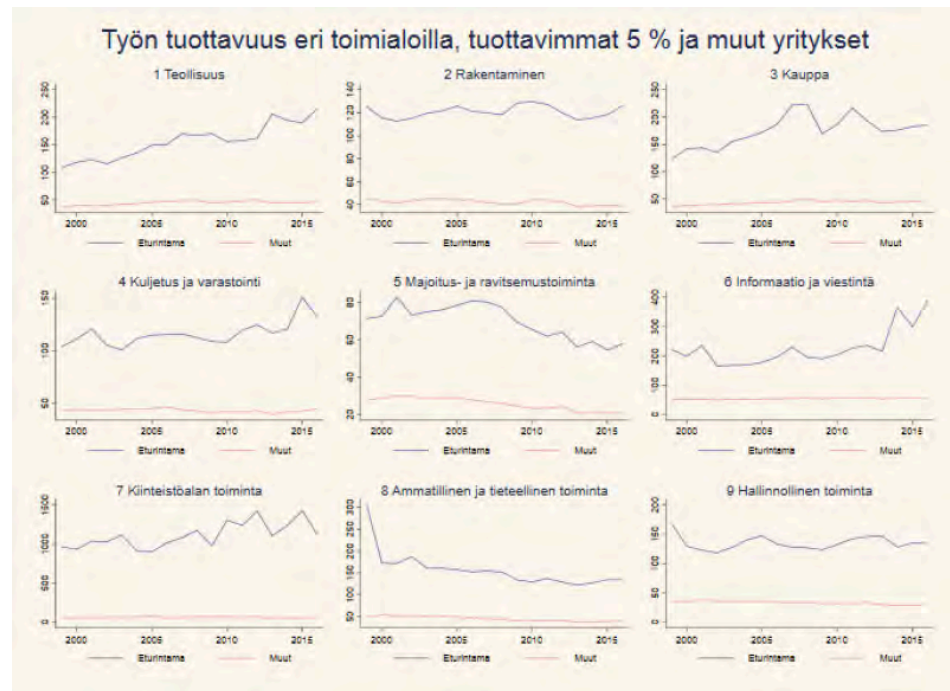 Työn tuottavuus eri toimialoilla, tuottavimmat 5 % ja muut yritykset
1 Teollisuus
250
200
150
100
50
2000 2005 2010 2015
Eturintama Muut
2 Rakentaminen
140
120
100
80
60
40
2000 2005 2010 2015
Eturintama Muut
3 Kauppa
250
200
150
100
50
2000 2005 2010 2015
Eturintama Muut
4 Kuljetus ja varastointi
150
100
50
2000 2005 2010 2015
Eturintama Muut
5 Majoitus- ja ravitsemustoiminta
80
60
40
20
2000 2005 2010 2015
Eturintama Muut
6 Informaatio ja viestintä
400
300
200
100
0
2000 2005 2010 2015
Eturintama Muut
7 Kiinteistöalan toiminta
1500
1000
500
0
2000 2005 2010 2015
Eturintama Muut
8 Ammatillinen ja tieteellinen toiminta
300
250
200
150
100
50
2000 2005 2010 2015
Eturintama Muut
9 Hallinnollinen toiminta
200
150
100
50
0
2000 2005 2010 2015
Eturintama Muut